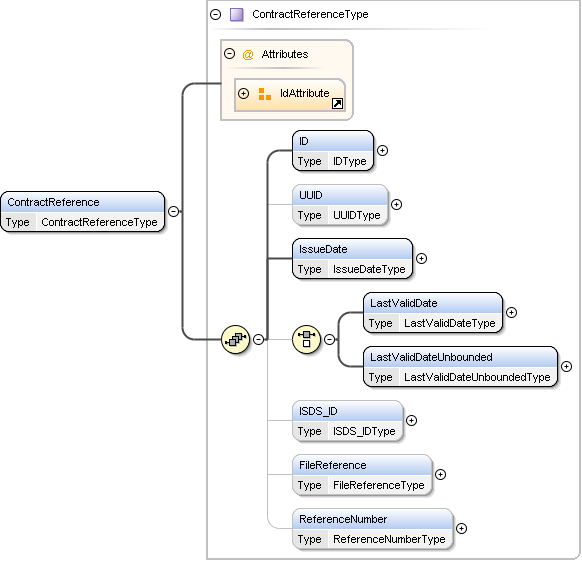 ContractReferenceType
@ Attributes
IdAttribute
ID
Type IDType
UUID
Type UUIDType
ContractReference
Type ContractReferenceType
IssueDate
Type IssueDateType
LastValidDate
Type LastValidDateType
LastValidDateUnbounded
Type LastValidDateUnboundedType
ISDS_ID
Type ISDS_IDType
FileReference
Type FileReferenceType
ReferenceNumber
Type ReferenceNumberType